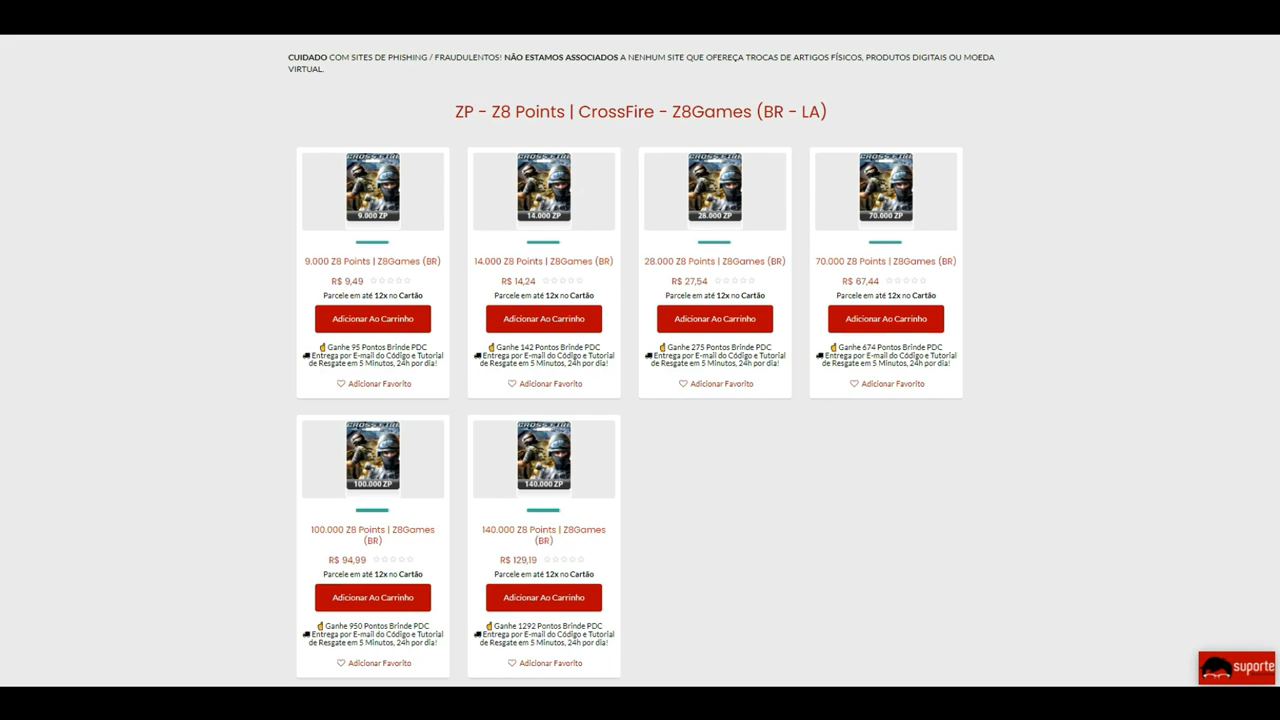 CUIDADO COM SITES DE PHISHING / FRAUDULENTOS! NÃO ESTAMOS ASSOCIADOS A NENHUM SITE QUE OFEREÇA TROCAS DE ARTIGOS FÍSICOS, PRODUTOS DIGITAIS OU MOEDA
VIRTUAL.
ZP - Z8 Points | CrossFire - Z8Games (BR - LA)
CROSS FIRE
9.000 ZP
9.000 Z8 Points | Z8Games (BR)
R$ 9,49
Parcele em até 12x no Cartão
Adicionar Ao Carrinho
Ganhe 95 Pontos Brinde PDC
Entrega por E-mail do Código e Tutorial
de Resgate em 5 Minutos, 24h por dia!
Adicionar Favorito
CROSS FIRE
14.000 ZP
14.000 Z8 Points | Z8Games (BR)
R$ 14,24
Parcele em até 12x no Cartão
Adicionar Ao Carrinho
Ganhe 142 Pontos Brinde PDC
Entrega por E-mail do Código e Tutorial
de Resgate em 5 Minutos, 24h por dia!
Adicionar Favorito
CROSS FIRE
28.000 ZP
28.000 Z8 Points | Z8Games (BR)
R$ 27,54
Parcele em até 12x no Cartão
Adicionar Ao Carrinho
Ganhe 275 Pontos Brinde PDC
Entrega por E-mail do Código e Tutorial
de Resgate em 5 Minutos, 24h por dia!
Adicionar Favorito
CROSS FIRE
70.000 ZP
70.000 Z8 Points | Z8Games (BR)
R$ 67,44
Parcele em até 12x no Cartão
Adicionar Ao Carrinho
Ganhe 674 Pontos Brinde PDC
Entrega por E-mail do Código e Tutorial
de Resgate em 5 Minutos, 24h por dia!
Adicionar Favorito
CROSS FIRE
100.000 ZP
100.000 Z8 Points | Z8Games
(BR)
R$ 94,99
Parcele em até 12x no Cartão
Adicionar Ao Carrinho
Ganhe 950 Pontos Brinde PDC
Entrega por E-mail do Código e Tutorial
de Resgate em 5 Minutos, 24h por dia!
Adicionar Favorito
CROSS FIRE
140.000 ZP
140.000 Z8 Points | Z8Games
(BR)
R$ 129,19
Parcele em até 12x no Cartão
Adicionar Ao Carrinho
Ganhe 1292 Pontos Brinde PDC
Entrega por E-mail do Código e Tutorial
de Resgate em 5 Minutos, 24h por dia!
Adicionar Favorito
suporte